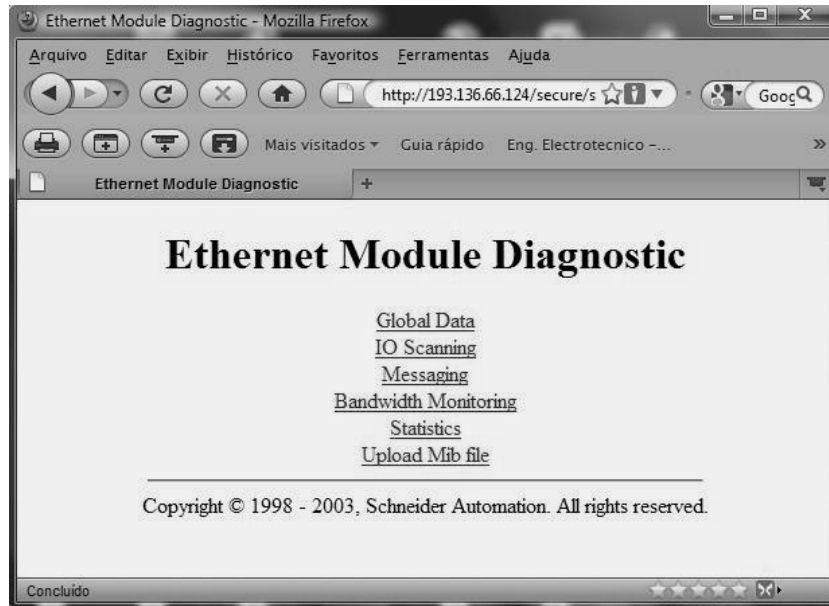 Ethernet Module Diagnostic - Mozilla Firefox
Arquivo Editar Exibir Histórico Favoritos Ferramentas Ajuda
http://193.136.66.124/secure/s
Goog
Mais visitados Guia rápido Eng. Electrotecnico –...
Ethernet Module Diagnostic
Ethernet Module Diagnostic
Global Data
IO Scanning
Messaging
Bandwidth Monitoring
Statistics
Upload Mib file
Copyright © 1998 - 2003, Schneider Automation. All rights reserved.
Concluído